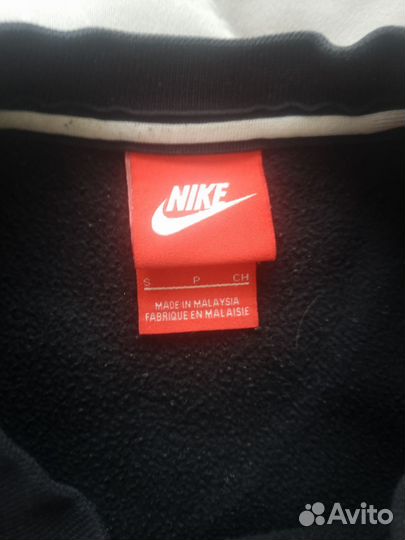 NIKE
S P CH
MADE IN MALAYSIA
FABRIQUE EN MALAISIE
Avito